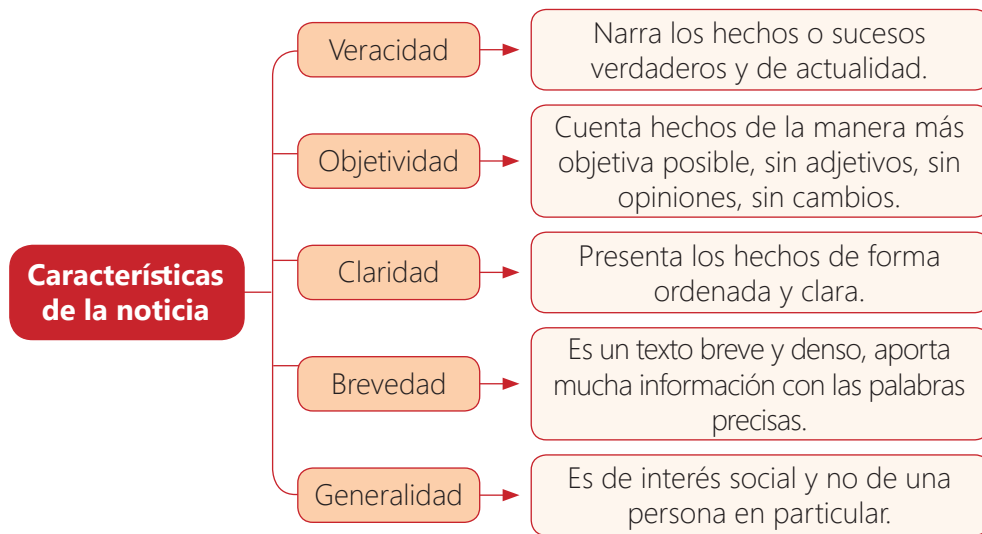 Características
de la noticia
Veracidad
Narra los hechos o sucesos
verdaderos y de actualidad.
Objetividad
Cuenta hechos de la manera más
objetiva posible, sin adjetivos, sin
opiniones, sin cambios.
Claridad
Presenta los hechos de forma
ordenada y clara.
Brevedad
Es un texto breve y denso, aporta
mucha información con las palabras
precisas.
Generalidad
Es de interés social y no de una
persona en particular.